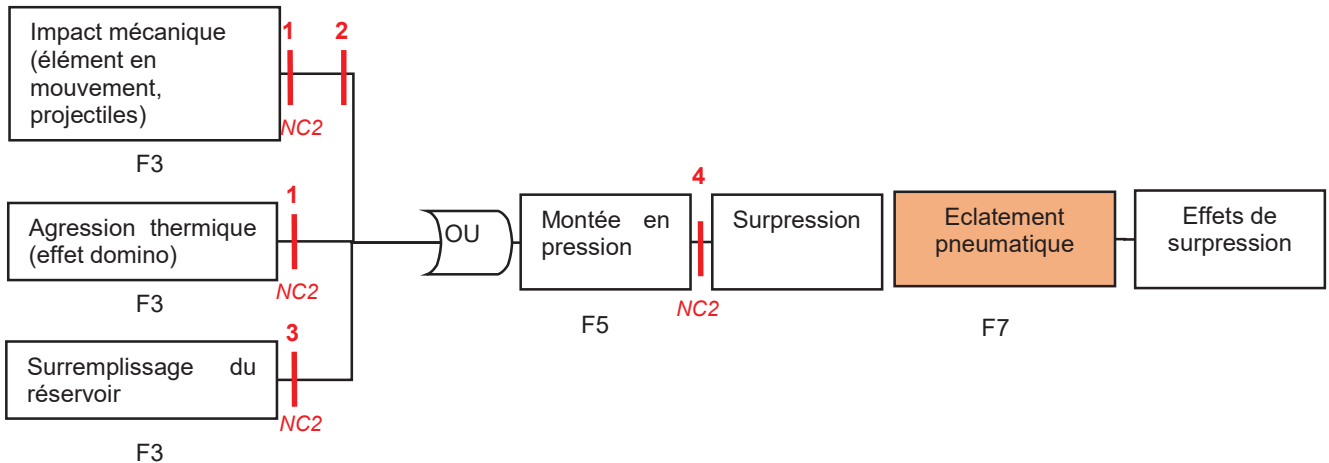 Impact mécanique
(élément en
mouvement,
projectiles)
1
2
NC2
F3
Agression thermique
(effet domino)
1
NC2
F3
Surremplissage du
réservoir
3
NC2
F3
OU
Montée en
pression
F5
4
NC2
Surpression
Eclatement
pneumatique
F7
Effets de
surpression